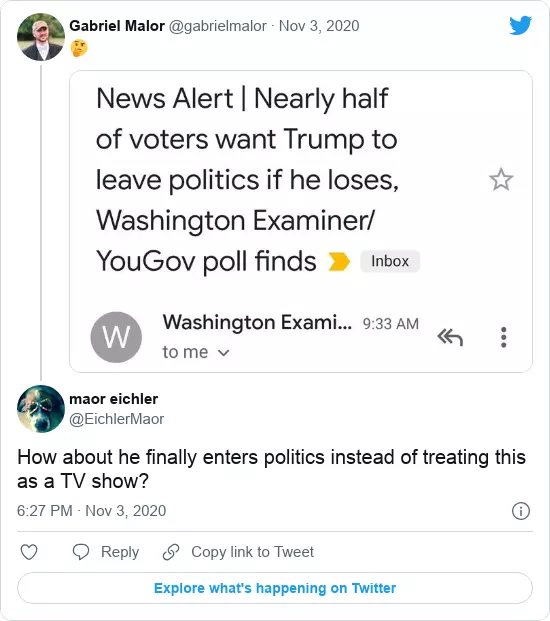 Gabriel Malor @gabrielmalor · Nov 3, 2020
🤔
News Alert | Nearly half
of voters want Trump to
leave politics if he loses,
Washington Examiner/
YouGov poll finds Inbox
W
Washington Exami... 9:33 AM
to me
maor eichler
@EichlerMaor
How about he finally enters politics instead of treating this
as a TV show?
6:27 PM · Nov 3, 2020
Reply Copy link to Tweet
Explore what's happening on Twitter